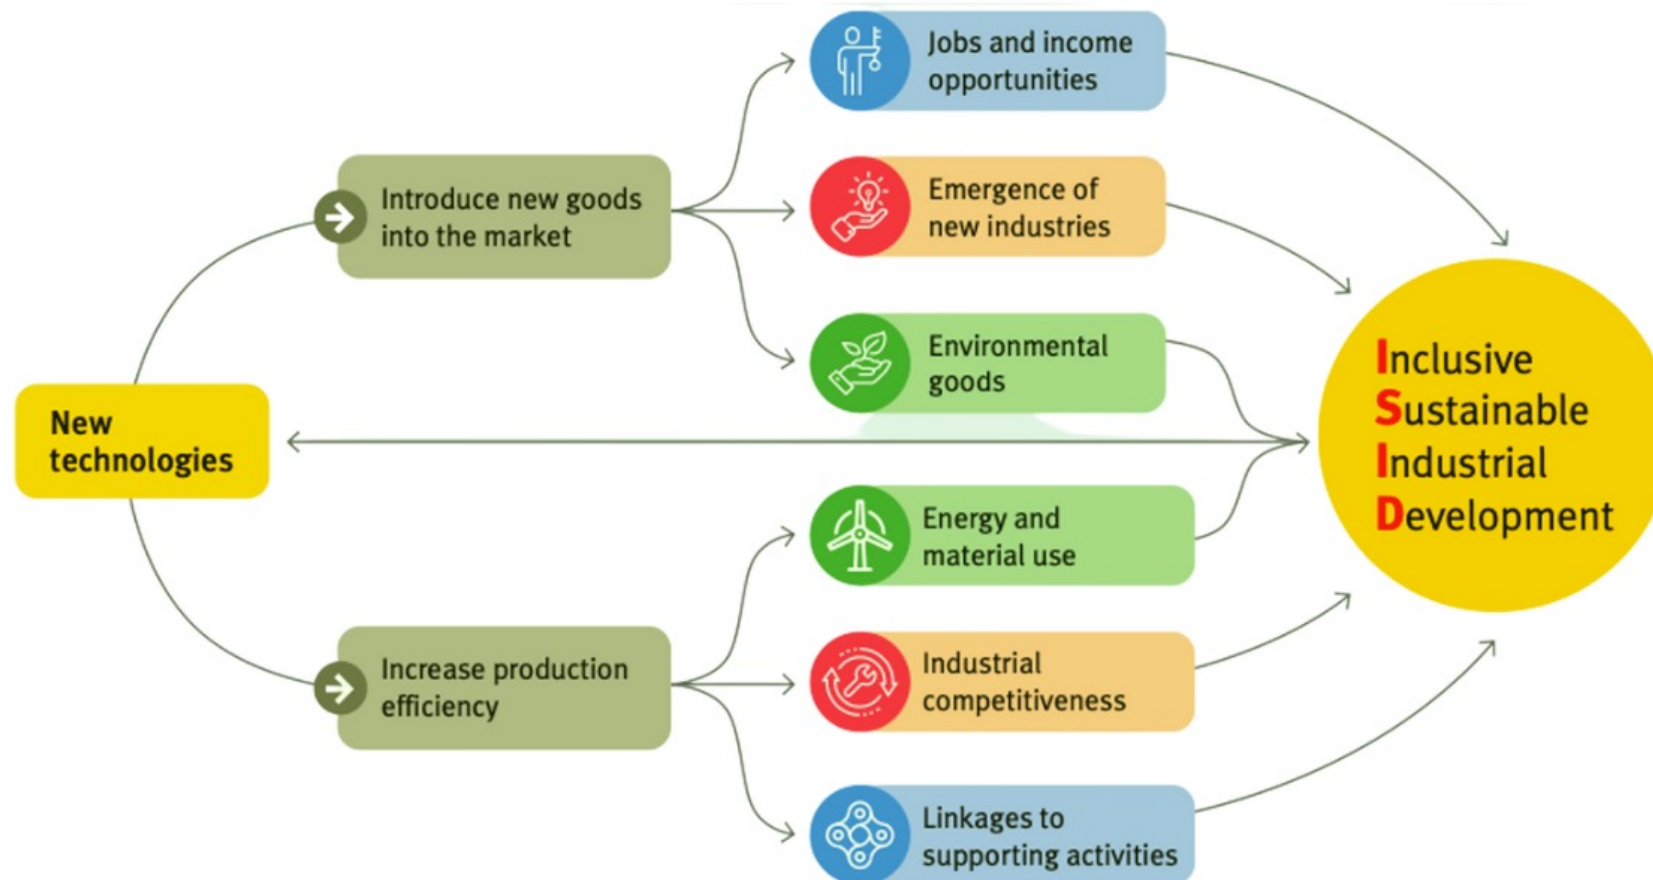 New
technologies
Introduce new goods
into the market
Increase production
efficiency
Jobs and income
opportunities
Emergence of
new industries
Environmental
goods
Energy and
material use
Industrial
competitiveness
Linkages to
supporting activities
Inclusive
Sustainable
Industrial
Development